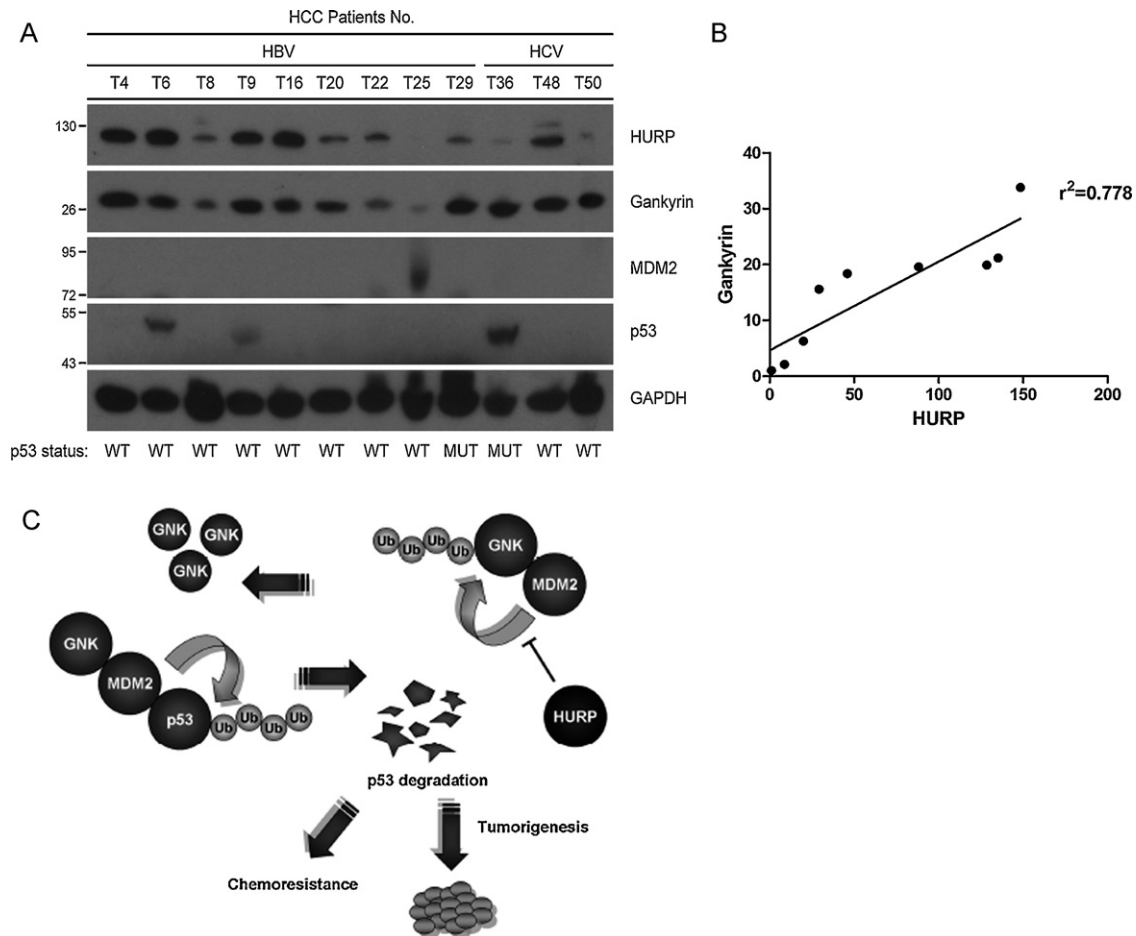 A
HCC Patients No.
HBV HCV
T4 T6 T8 T9 T16 T20 T22 T25 T29 T36 T48 T50
130
HURP
Gankyrin
26
95
MDM2
72
55
p53
43
GAPDH
p53 status: WT WT WT WT WT WT WT WT MUT MUT WT WT
B
40
30
20
10
0
Gankyrin
r²=0.778
0 50 100 150 200
HURP
C
GNK GNK
GNK
Ub Ub Ub Ub GNK
MDM2
GNK
MDM2
p53
Ub Ub Ub Ub
HURP
p53 degradation
Tumorigenesis
Chemoresistance